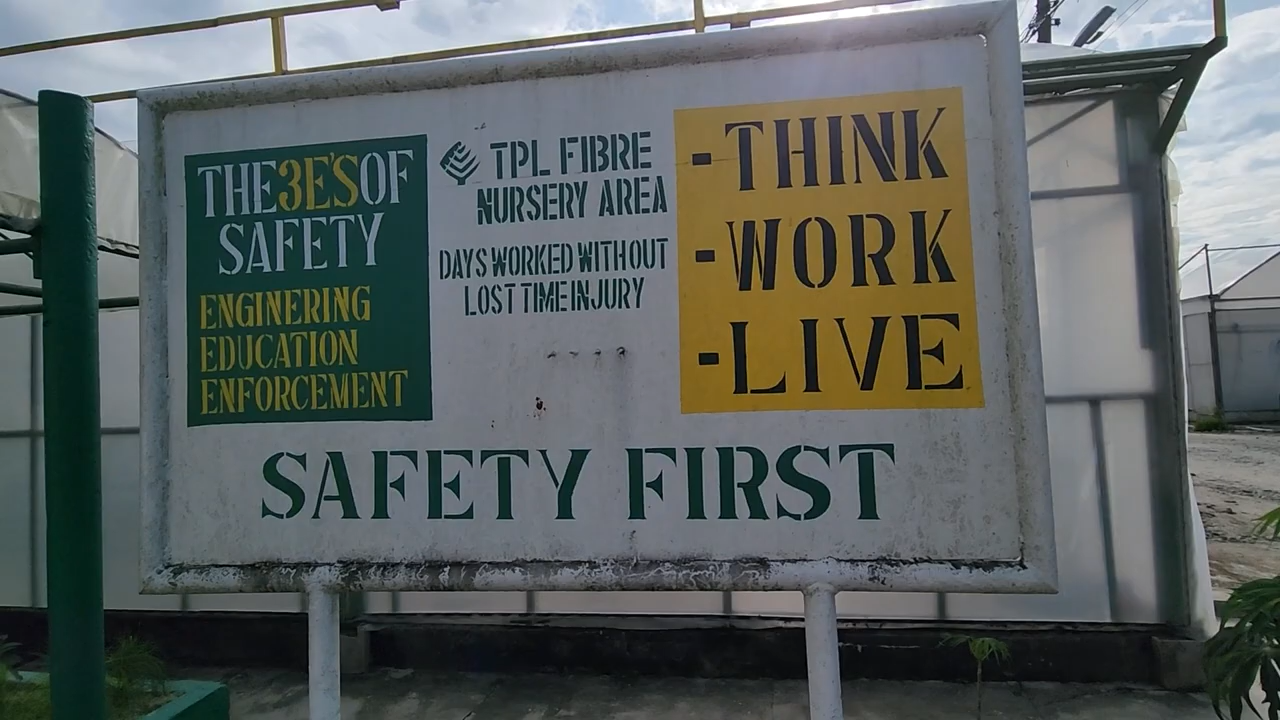 THE 3E'S OF
SAFETY
ENGINERING
EDUCATION
ENFORCEMENT
TPL FIBRE
NURSERY AREA
DAYS WORKED WITHOUT
LOST TIME INJURY
-THINK
-WORK
-LIVE
SAFETY FIRST